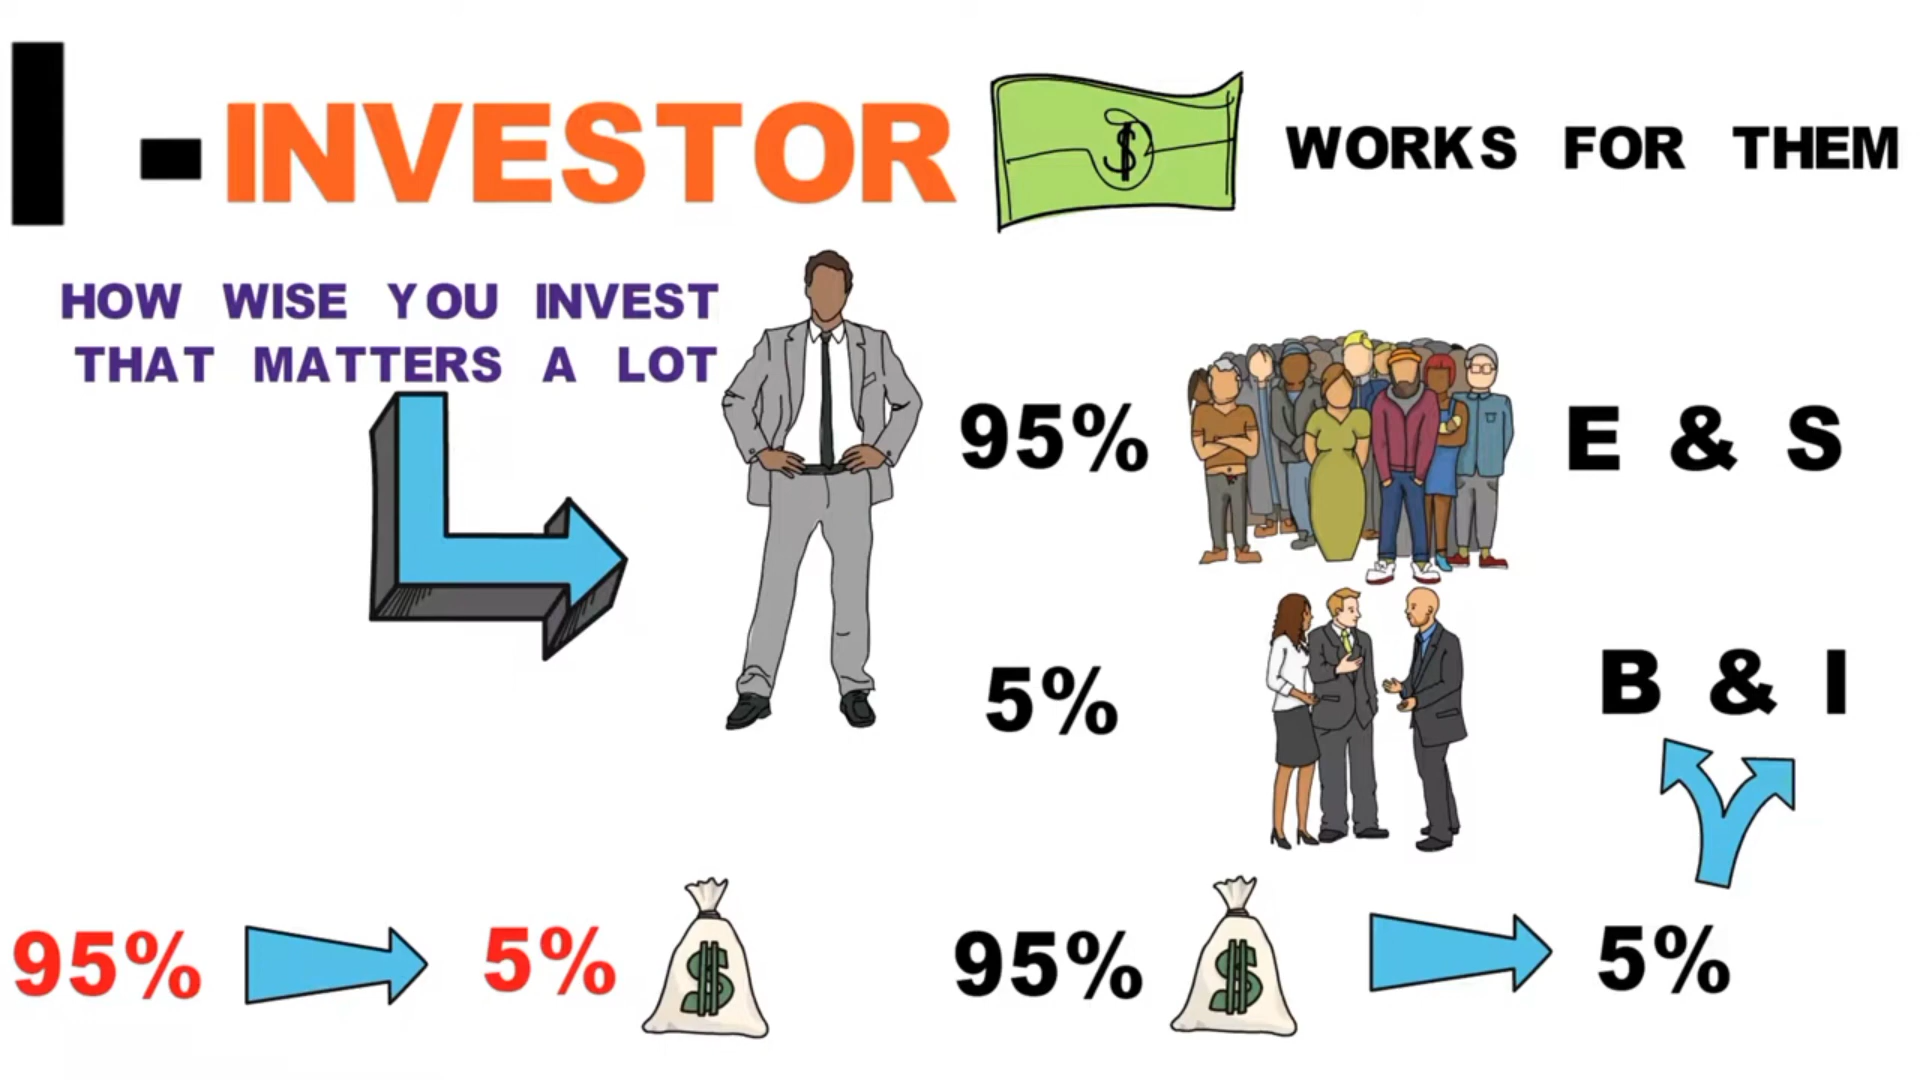 I - INVESTOR $ WORKS FOR THEM
HOW WISE YOU INVEST
THAT MATTERS A LOT
95% E & S
5% B & I
95% 5% $ 95% $ 5%